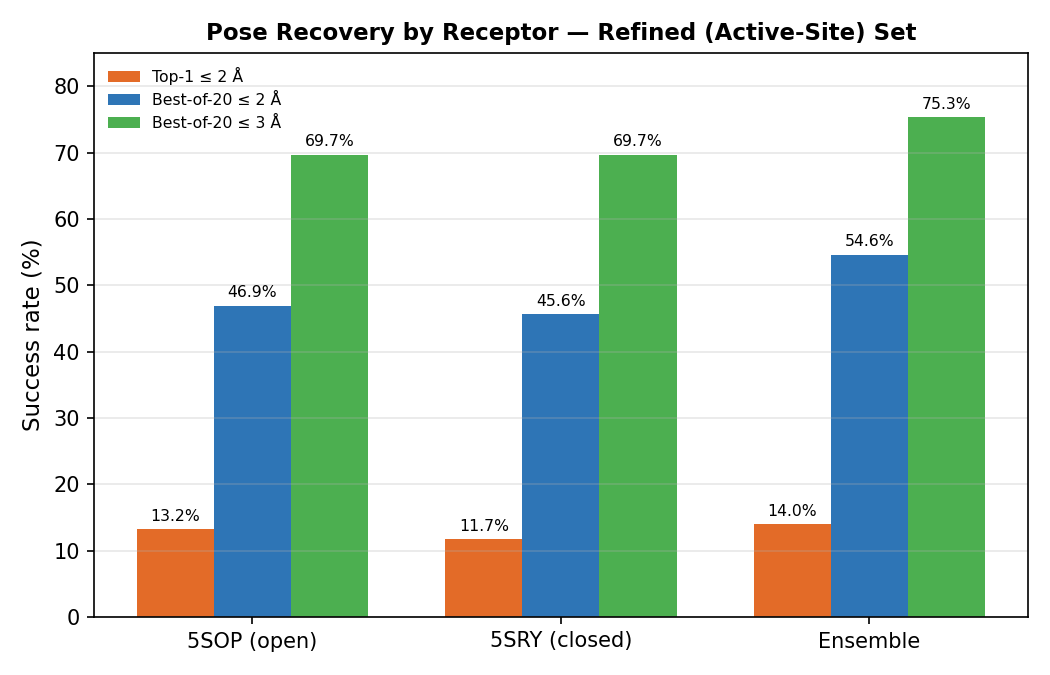 Pose Recovery by Receptor — Refined (Active-Site) Set
Top-1 ≤ 2 Å
Best-of-20 ≤ 2 Å
Best-of-20 ≤ 3 Å
Success rate (%)
80
70
60
50
40
30
20
10
0
13.2%
46.9%
69.7%
11.7%
45.6%
69.7%
14.0%
54.6%
75.3%
5SOP (open)
5SRY (closed)
Ensemble